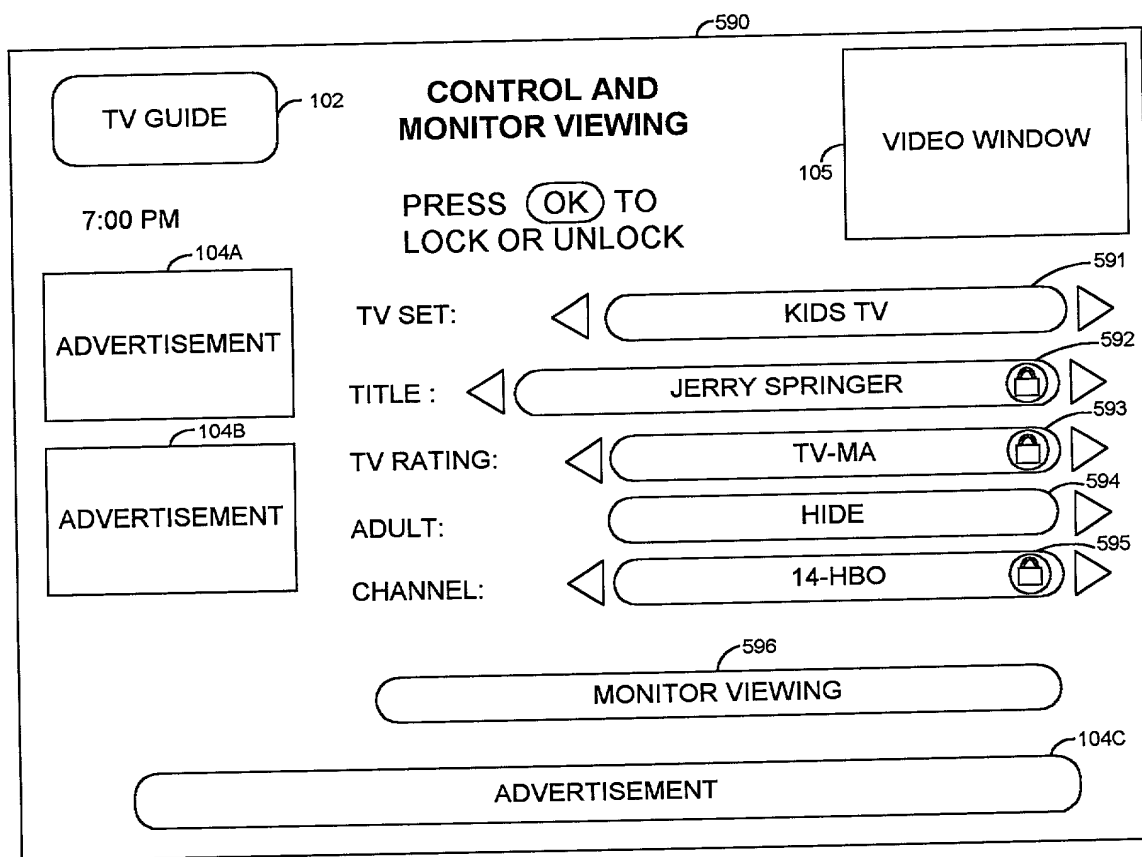 590
TV GUIDE
102
CONTROL AND
MONITOR VIEWING
VIDEO WINDOW
105
7:00 PM
PRESS OK TO
LOCK OR UNLOCK
104A
ADVERTISEMENT
591
TV SET:
KIDS TV
592
TITLE :
JERRY SPRINGER
104B
ADVERTISEMENT
593
TV RATING:
TV-MA
594
ADULT:
HIDE
595
CHANNEL:
14-HBO
596
MONITOR VIEWING
104C
ADVERTISEMENT